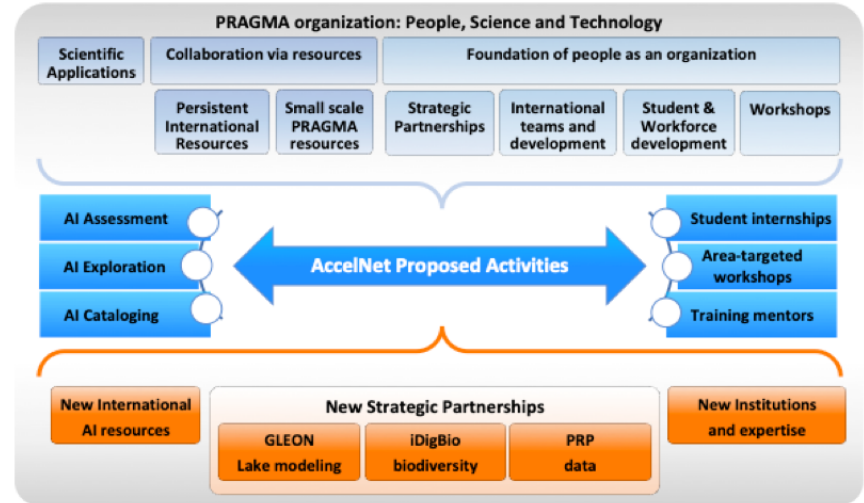 PRAGMA organization: People, Science and Technology
Scientific
Applications
Collaboration via resources
Foundation of people as an organization
Persistent
International
Resources
Small scale
PRAGMA
resources
Strategic
Partnerships
International
teams and
development
Student &
Workforce
development
Workshops
AI Assessment
AI Exploration
AI Cataloging
AccelNet Proposed Activities
Student internships
Area-targeted
workshops
Training mentors
New International
AI resources
New Strategic Partnerships
GLEON
Lake modeling
iDigBio
biodiversity
PRP
data
New Institutions
and expertise